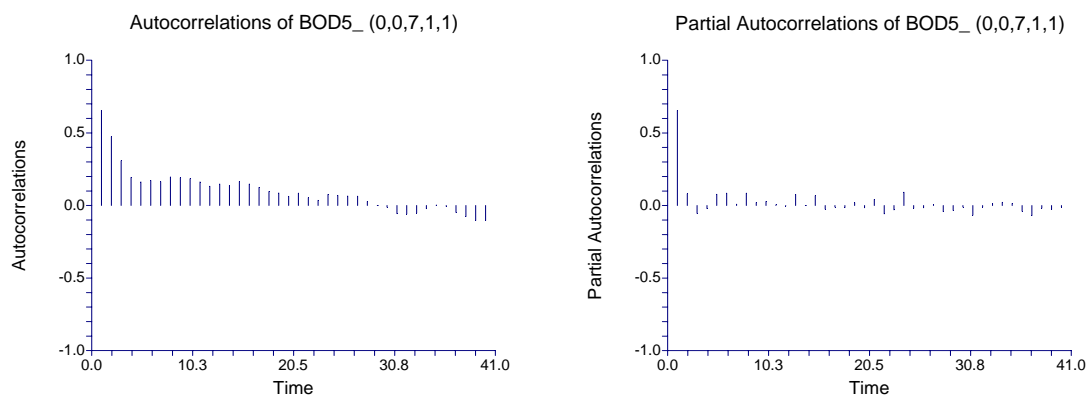 Autocorrelations of BOD5_ (0,0,7,1,1)
1.0
0.5
0.0
-0.5
-1.0
Autocorrelations
0.0 10.3 20.5 30.8 41.0
Time
Partial Autocorrelations of BOD5_ (0,0,7,1,1)
1.0
0.5
0.0
-0.5
-1.0
Partial Autocorrelations
0.0 10.3 20.5 30.8 41.0
Time